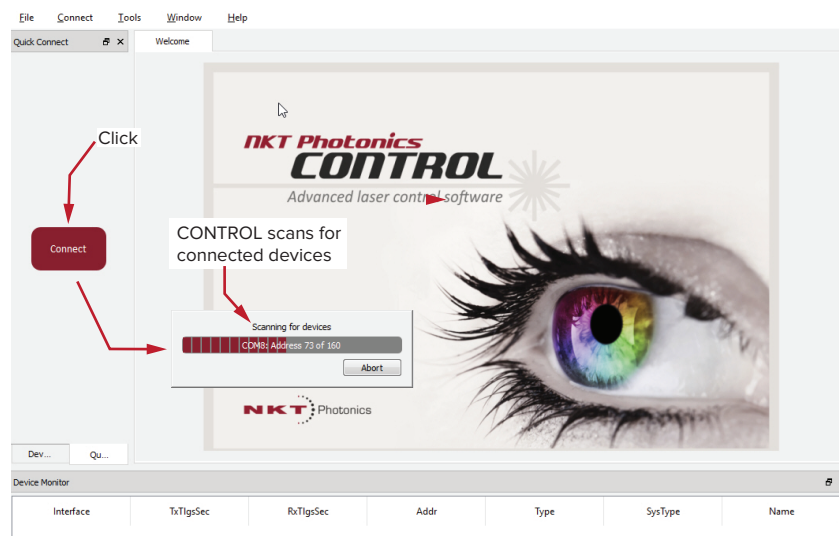 File Connect Tools Window Help
Quick Connect
Welcome
Click
NKT Photonics
CONTROL
Advanced laser control software
CONTROL scans for
connected devices
Connect
Scanning for devices
COM8: Address 73 of 160
Abort
NKT Photonics
Dev... Qu...
Device Monitor
Interface TxTlgsSec RxTlgsSec Addr Type SysType Name